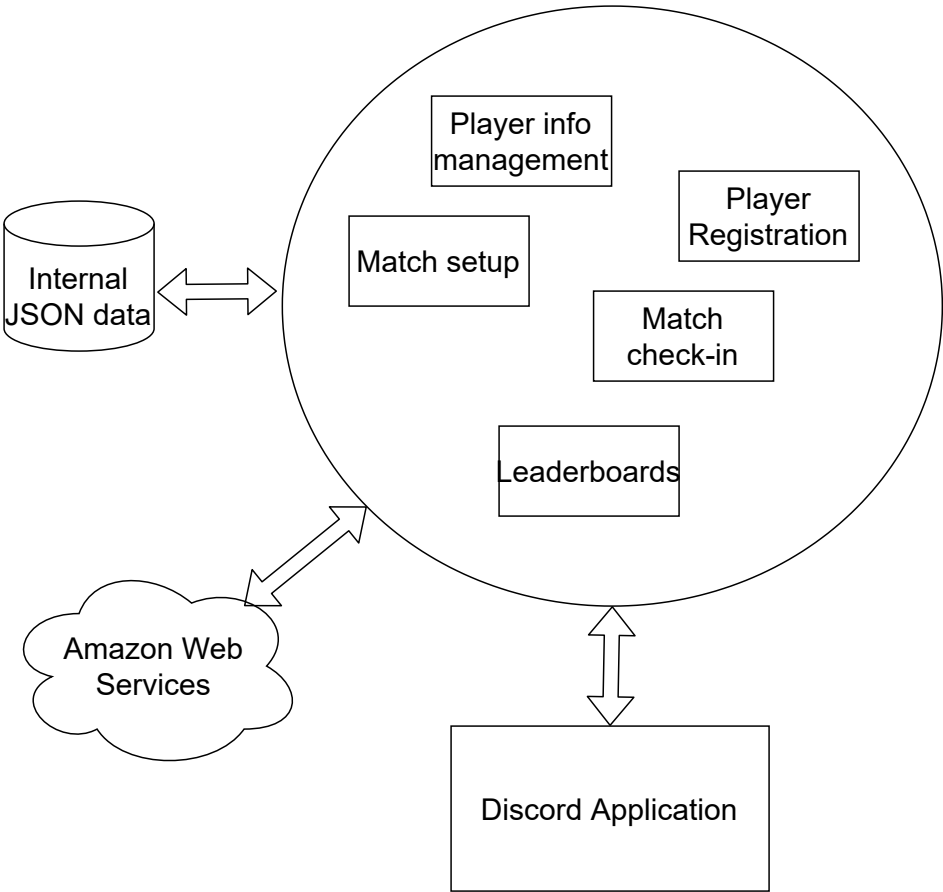 Player info
management
Player
Registration
Match setup
Internal
JSON data
Match
check-in
Leaderboards
Amazon Web
Services
Discord Application